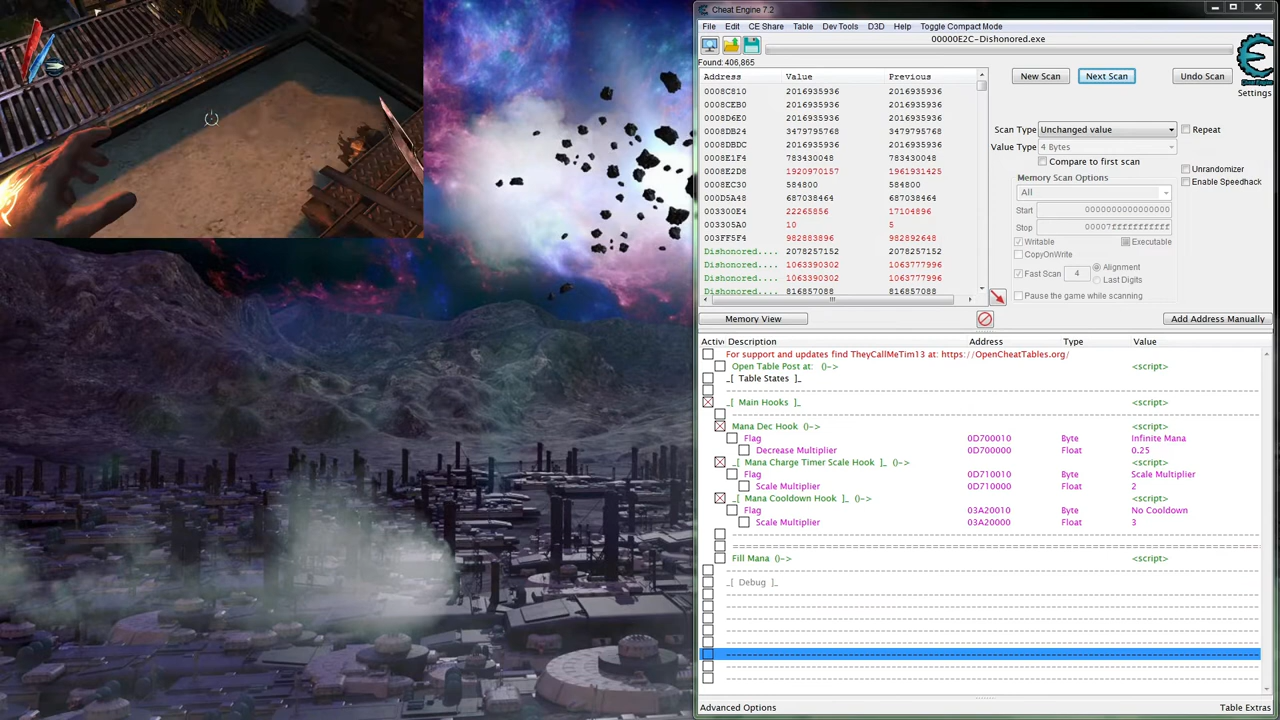 Cheat Engine 7.2
File Edit CE Share Table Dev Tools D3D Help Toggle Compact Mode
00000E2C-Dishonored.exe
Found: 406,865
Address Value Previous
0008C810 2016935936 2016935936
0008CEB0 2016935936 2016935936
0008D6E0 2016935936 2016935936
0008DB24 3479795768 3479795768
0008DBDC 2016935936 2016935936
0008E1F4 783430048 783430048
0008E2D8 1920970157 1961931425
0008EC30 584800 584800
000D5A48 687038464 687038464
003300E4 22265856 17104896
003305A0 10 5
003FF5F4 982883896 982892648
Dishonored.... 2078257152 2078257152
Dishonored.... 1063390302 1063777996
Dishonored.... 1063390302 1063777996
Dishonored.... 816857088 816857088
New Scan Next Scan Undo Scan
Settings
Scan Type Unchanged value Repeat
Value Type 4 Bytes
Compare to first scan
Unrandomizer
Enable Speedhack
Memory Scan Options
All
Start 0000000000000000
Stop 00007fffffffffff
Writable Executable
CopyOnWrite
Fast Scan 4 Alignment
Last Digits
Pause the game while scanning
Memory View Add Address Manually
Active Description Address Type Value
For support and updates find TheyCallMeTim13 at: https://OpenCheatTables.org/
Open Table Post at: ()-> <script>
_[ Table States ]_
_[ Main Hooks ]_ <script>
Mana Dec Hook ()-> <script>
Flag 0D700010 Byte Infinite Mana
Decrease Multiplier 0D700000 Float 0.25
_[ Mana Charge Timer Scale Hook ]_ ()-> <script>
Flag 0D710010 Byte Scale Multiplier
Scale Multiplier 0D710000 Float 2
_[ Mana Cooldown Hook ]_ ()-> <script>
Flag 03A20010 Byte No Cooldown
Scale Multiplier 03A20000 Float 3
Fill Mana ()-> <script>
_[ Debug ]_
Advanced Options Table Extras